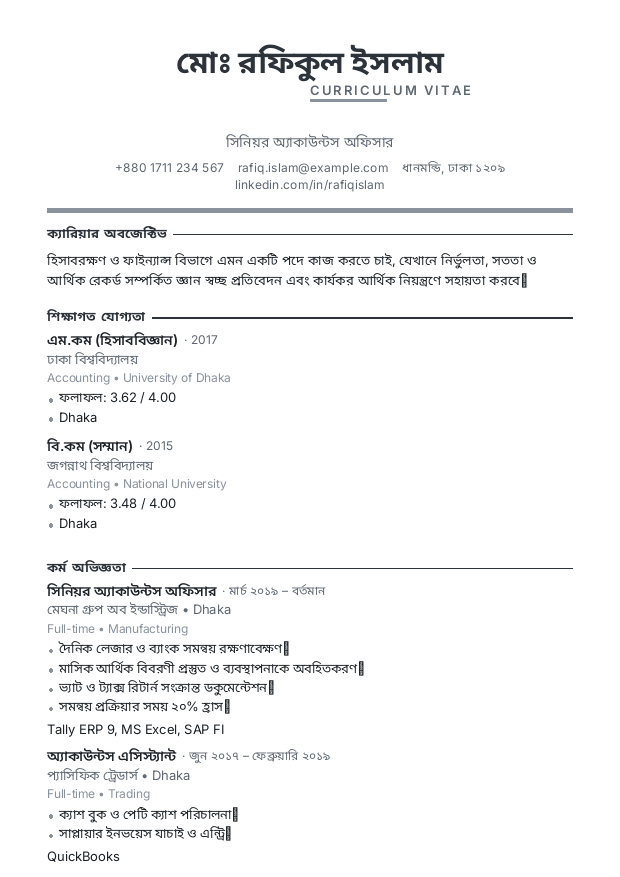 মোঃ রফিকুল ইসলাম
CURRICULUM VITAE
সিনিয়র অ্যাকাউন্টস অফিসার
+880 1711 234 567 rafiq.islam@example.com ধানমন্ডি, ঢাকা ১২০৯
linkedin.com/in/rafiqislam
ক্যারিয়ার অবজেক্টিভ
হিসাবরক্ষণ ও ফাইন্যান্স বিভাগে এমন একটি পদে কাজ করতে চাই, যেখানে নির্ভুলতা, সততা ও
আর্থিক রেকর্ড সম্পর্কিত জ্ঞান স্বচ্ছ প্রতিবেদন এবং কার্যকর আর্থিক নিয়ন্ত্রণে সহায়তা করবে
শিক্ষাগত যোগ্যতা
এম.কম (হিসাববিজ্ঞান) · 2017
ঢাকা বিশ্ববিদ্যালয়
Accounting • University of Dhaka
• ফলাফল: 3.62 / 4.00
• Dhaka
বি.কম (সম্মান) · 2015
জগন্নাথ বিশ্ববিদ্যালয়
Accounting • National University
• ফলাফল: 3.48 / 4.00
• Dhaka
কর্ম অভিজ্ঞতা
সিনিয়র অ্যাকাউন্টস অফিসার · মার্চ ২০১৯ – বর্তমান
মেঘনা গ্রুপ অব ইন্ডাস্ট্রিজ • Dhaka
Full-time • Manufacturing
• দৈনিক লেজার ও ব্যাংক সমন্বয় রক্ষণাবেক্ষণ
• মাসিক আর্থিক বিবরণী প্রস্তুত ও ব্যবস্থাপনাকে অবহিতকরণ
• ভ্যাট ও ট্যাক্স রিটার্ন সংক্রান্ত ডকুমেন্টেশন
• সমন্বয় প্রক্রিয়ার সময় ২০% হ্রাস
Tally ERP 9, MS Excel, SAP FI
অ্যাকাউন্টস এসিস্ট্যান্ট · জুন ২০১৭ – ফেব্রুয়ারি ২০১৯
প্যাসিফিক ট্রেডার্স • Dhaka
Full-time • Trading
• ক্যাশ বুক ও পেটি ক্যাশ পরিচালনা
• সাপ্লায়ার ইনভয়েস যাচাই ও এন্ট্রি
QuickBooks